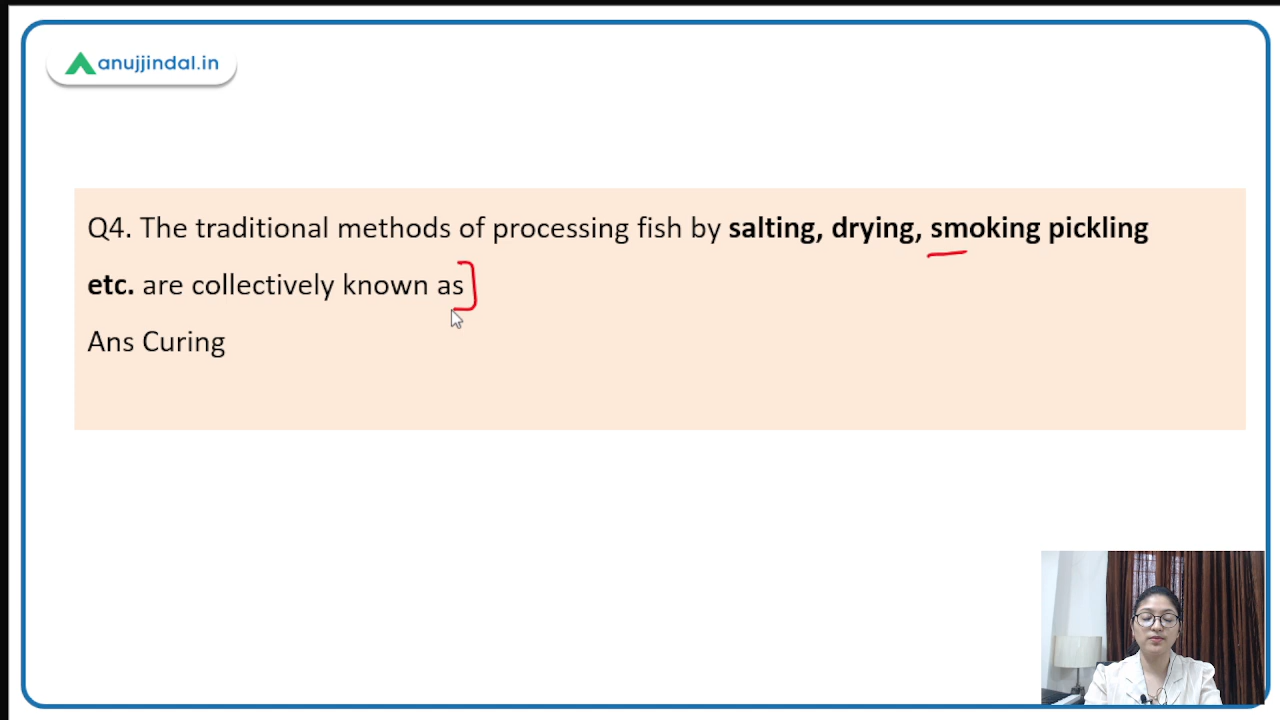 anujjindal.in
Q4. The traditional methods of processing fish by salting, drying, smoking pickling
etc. are collectively known as
Ans Curing